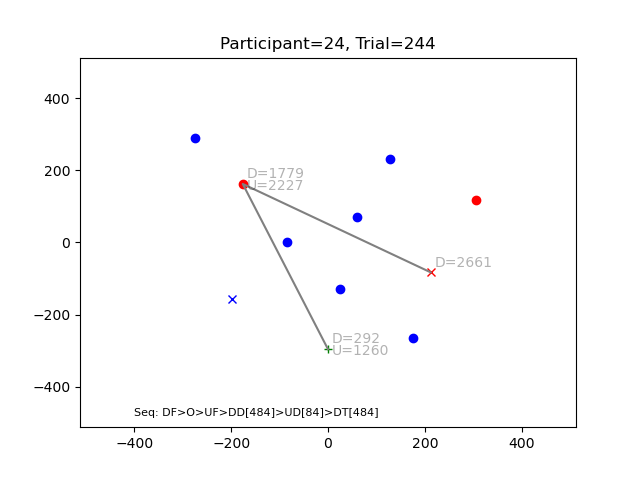 Participant=24, Trial=244
400
200
0
−200
−400
D=1779
U=2227
D=2661
D=292
U=1260
Seq: DF>O>UF>DD[484]>UD[84]>DT[484]
−400
−200
0
200
400